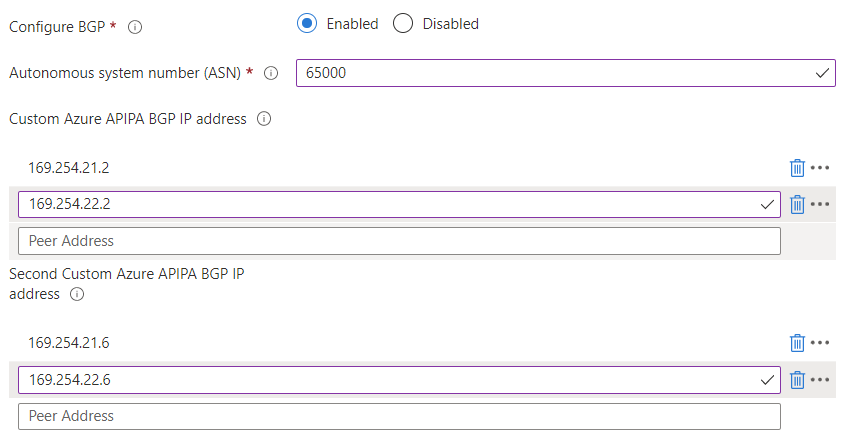 Configure BGP *
Enabled
Disabled
Autonomous system number (ASN) *
65000
Custom Azure APIPA BGP IP address
169.254.21.2
169.254.22.2
Peer Address
Second Custom Azure APIPA BGP IP
address
169.254.21.6
169.254.22.6
Peer Address